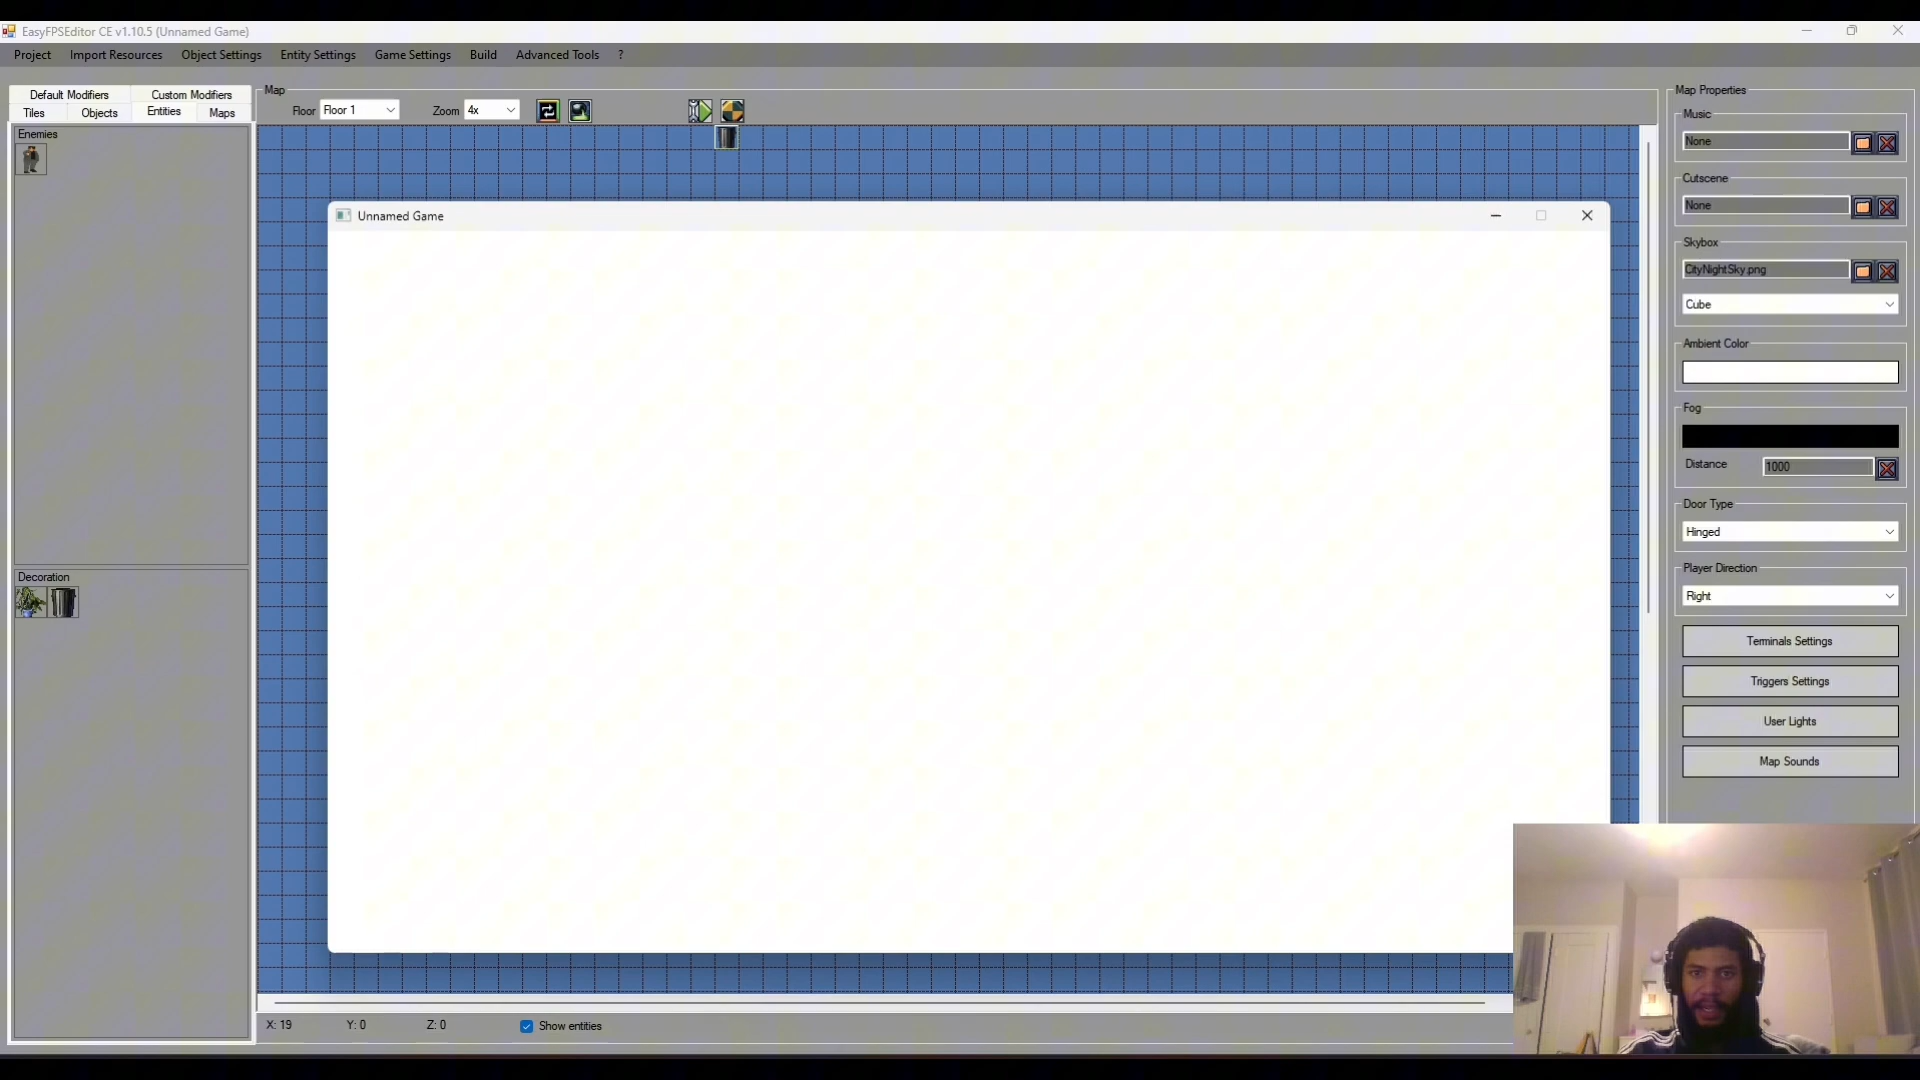 EasyFPSEditor CE v1.10.5 (Unnamed Game)
Project Import Resources Object Settings Entity Settings Game Settings Build Advanced Tools ?
Default Modifiers Custom Modifiers
Tiles Objects Entities Maps
Enemies
Decoration
Map
Floor Floor 1 Zoom 4x
Unnamed Game
X: 19 Y: 0 Z: 0 Show entities
Map Properties
Music
None
Cutscene
None
Skybox
CityNightSky.png
Cube
Ambient Color
Fog
Distance 1000
Door Type
Hinged
Player Direction
Right
Terminals Settings
Triggers Settings
User Lights
Map Sounds